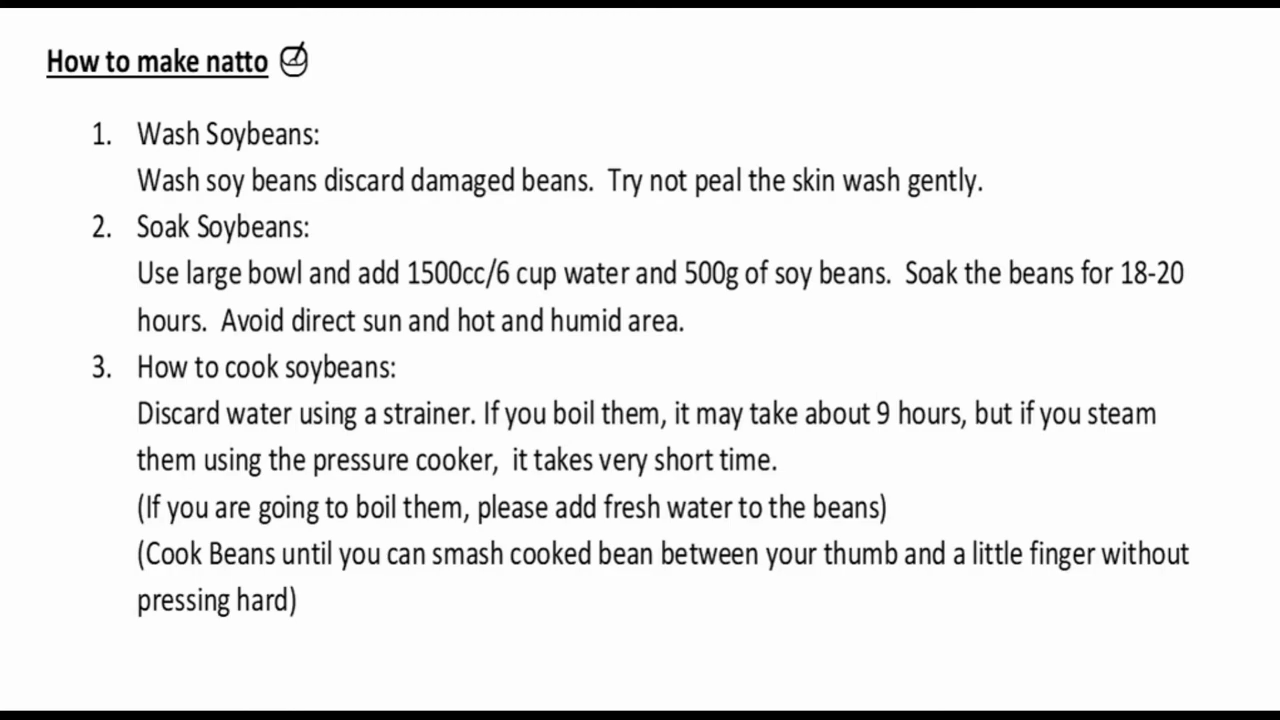 How to make natto
1. Wash Soybeans:
Wash soy beans discard damaged beans.  Try not peal the skin wash gently.
2. Soak Soybeans:
Use large bowl and add 1500cc/6 cup water and 500g of soy beans.  Soak the beans for 18-20
hours.  Avoid direct sun and hot and humid area.
3. How to cook soybeans:
Discard water using a strainer. If you boil them, it may take about 9 hours, but if you steam
them using the pressure cooker,  it takes very short time.
(If you are going to boil them, please add fresh water to the beans)
(Cook Beans until you can smash cooked bean between your thumb and a little finger without
pressing hard)